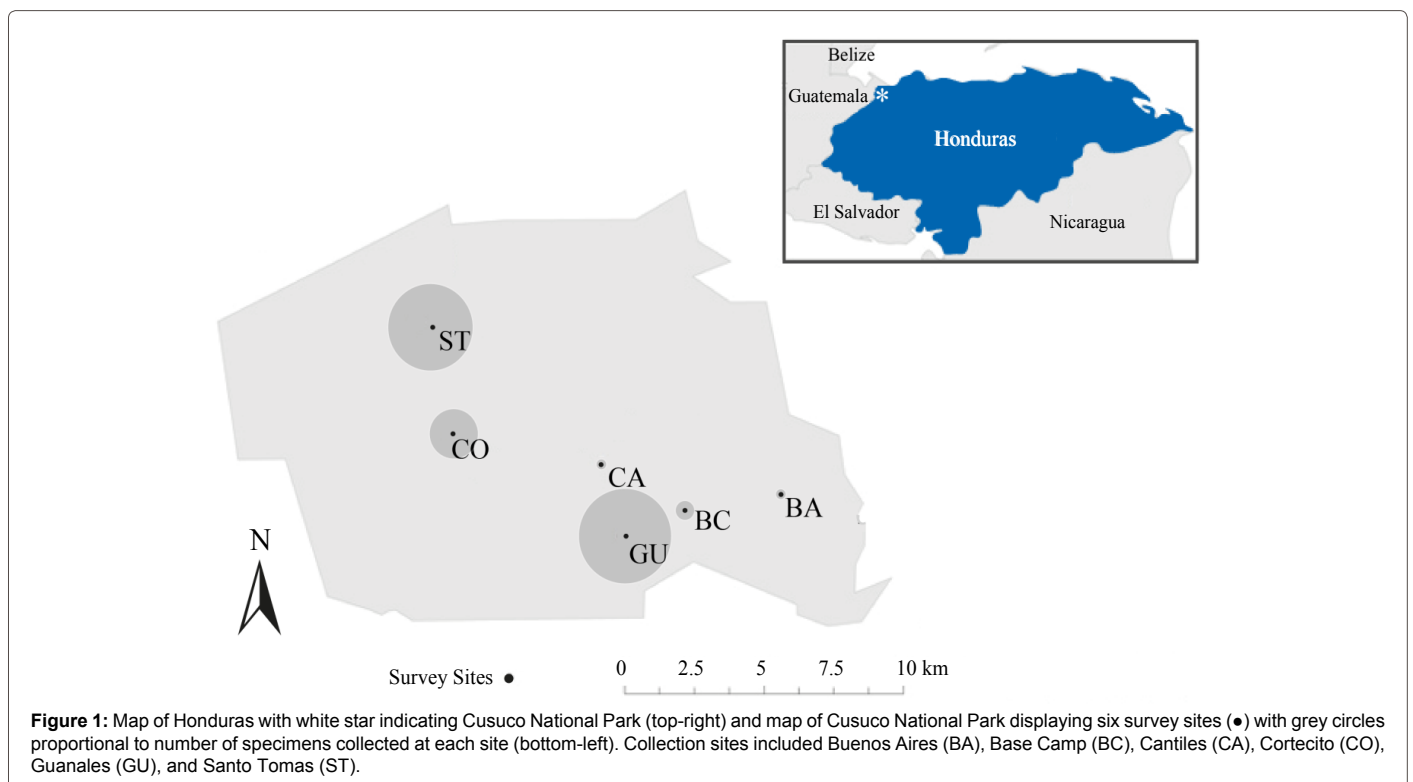 Belize
Guatemala *
Honduras
El Salvador
Nicaragua
ST
CO
CA
BC
BA
GU
N
0 2.5 5 7.5 10 km
Survey Sites ●
Figure 1: Map of Honduras with white star indicating Cusuco National Park (top-right) and map of Cusuco National Park displaying six survey sites (●) with grey circles
proportional to number of specimens collected at each site (bottom-left). Collection sites included Buenos Aires (BA), Base Camp (BC), Cantiles (CA), Cortecito (CO),
Guanales (GU), and Santo Tomas (ST).